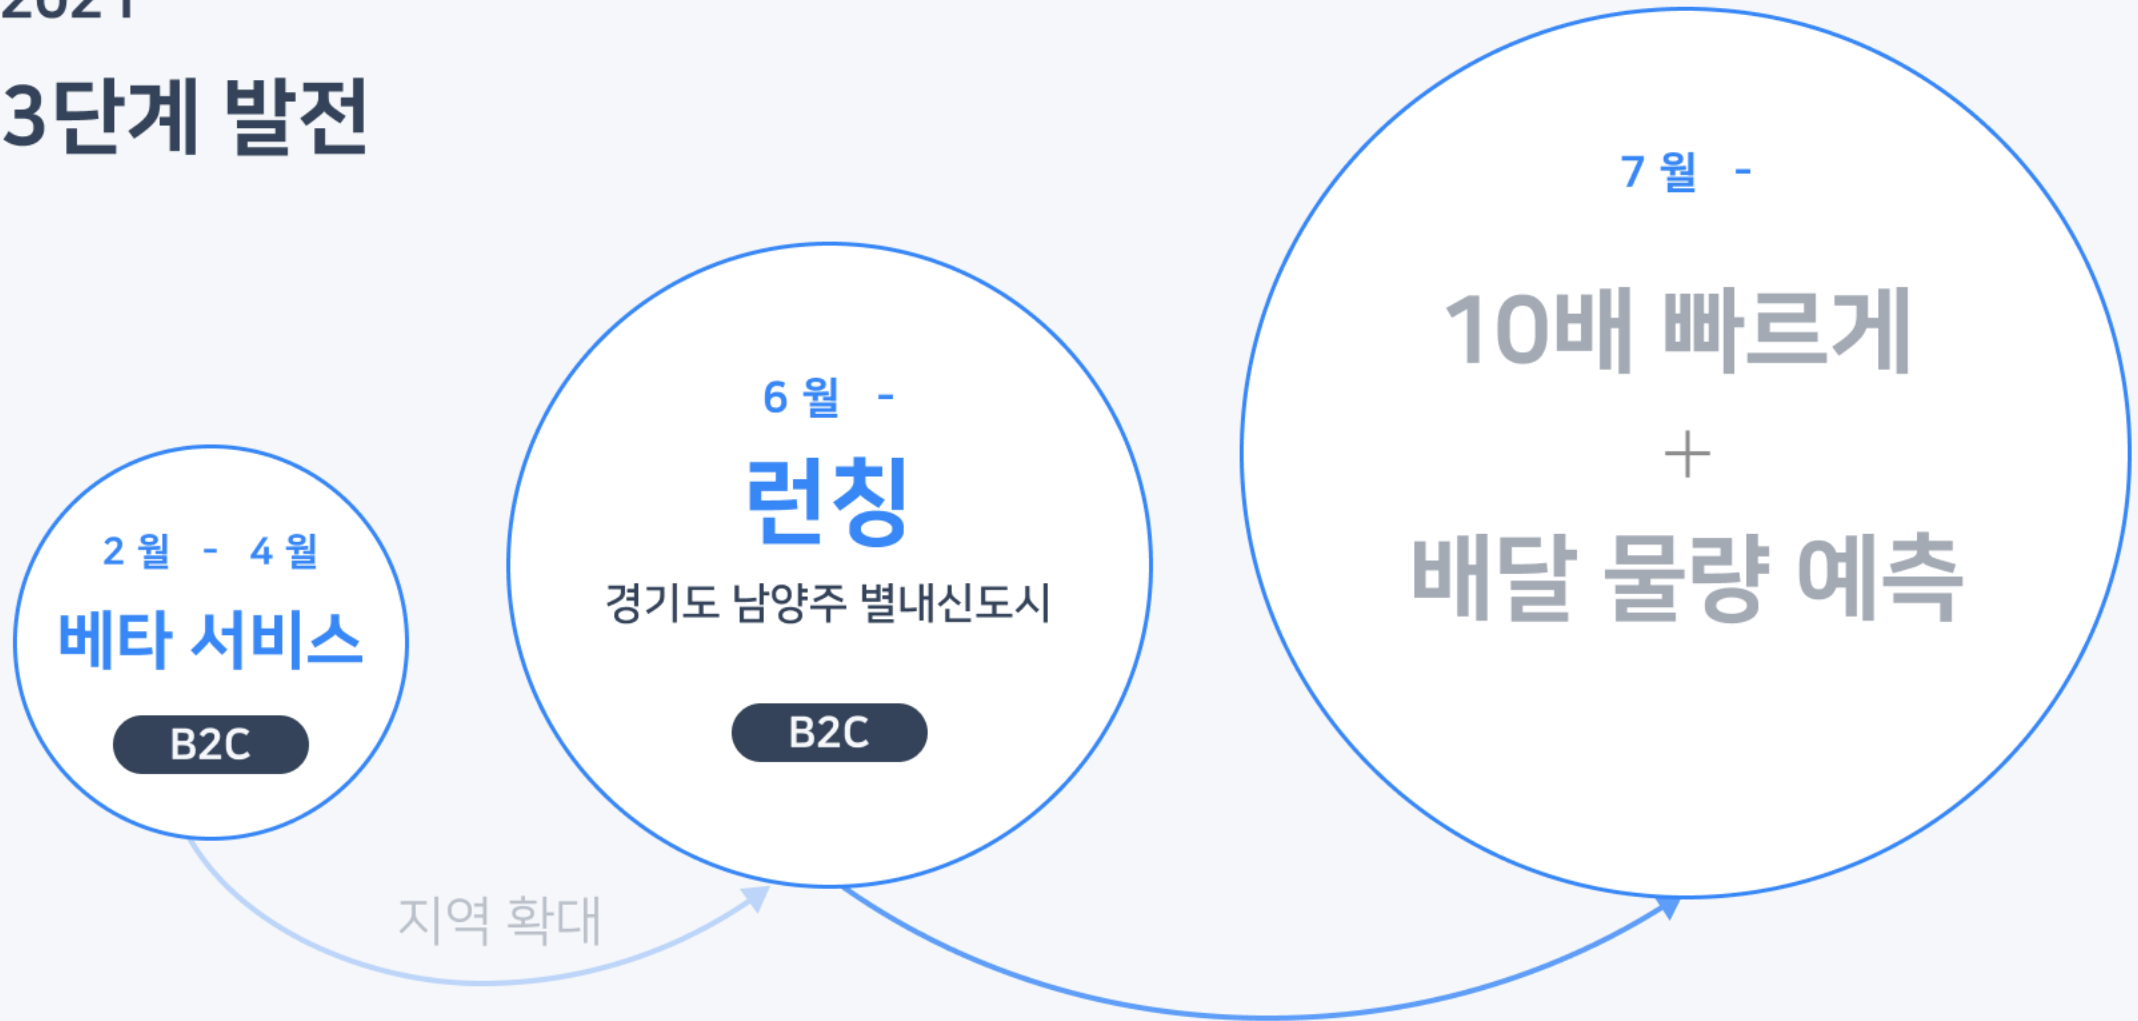 2021
3단계 발전
2월 - 4월
베타 서비스
B2C
지역 확대
6월 -
런칭
경기도 남양주 별내신도시
B2C
7월 -
10배 빠르게
+
배달 물량 예측